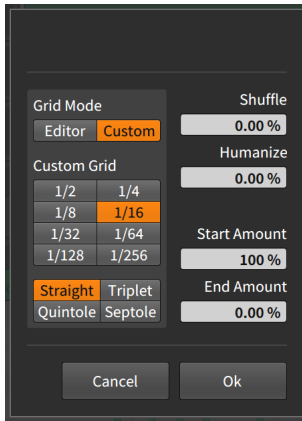 Grid Mode
Editor Custom
Custom Grid
1/2 1/4
1/8 1/16
1/32 1/64
1/128 1/256
Straight Triplet
Quintole Septole
Shuffle
0.00 %
Humanize
0.00 %
Start Amount
100 %
End Amount
0.00 %
Cancel Ok